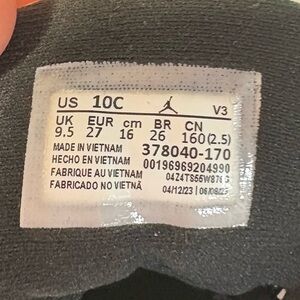 US 10C V3
UK EUR cm BR CN
9.5 27 16 26 160(2.5)
MADE IN VIETNAM 378040-170
HECHO EN VIETNAM 00196969204990
FABRIQUE AU VIETNAM
FABRICADO NO VIETNÃ 04/12/23